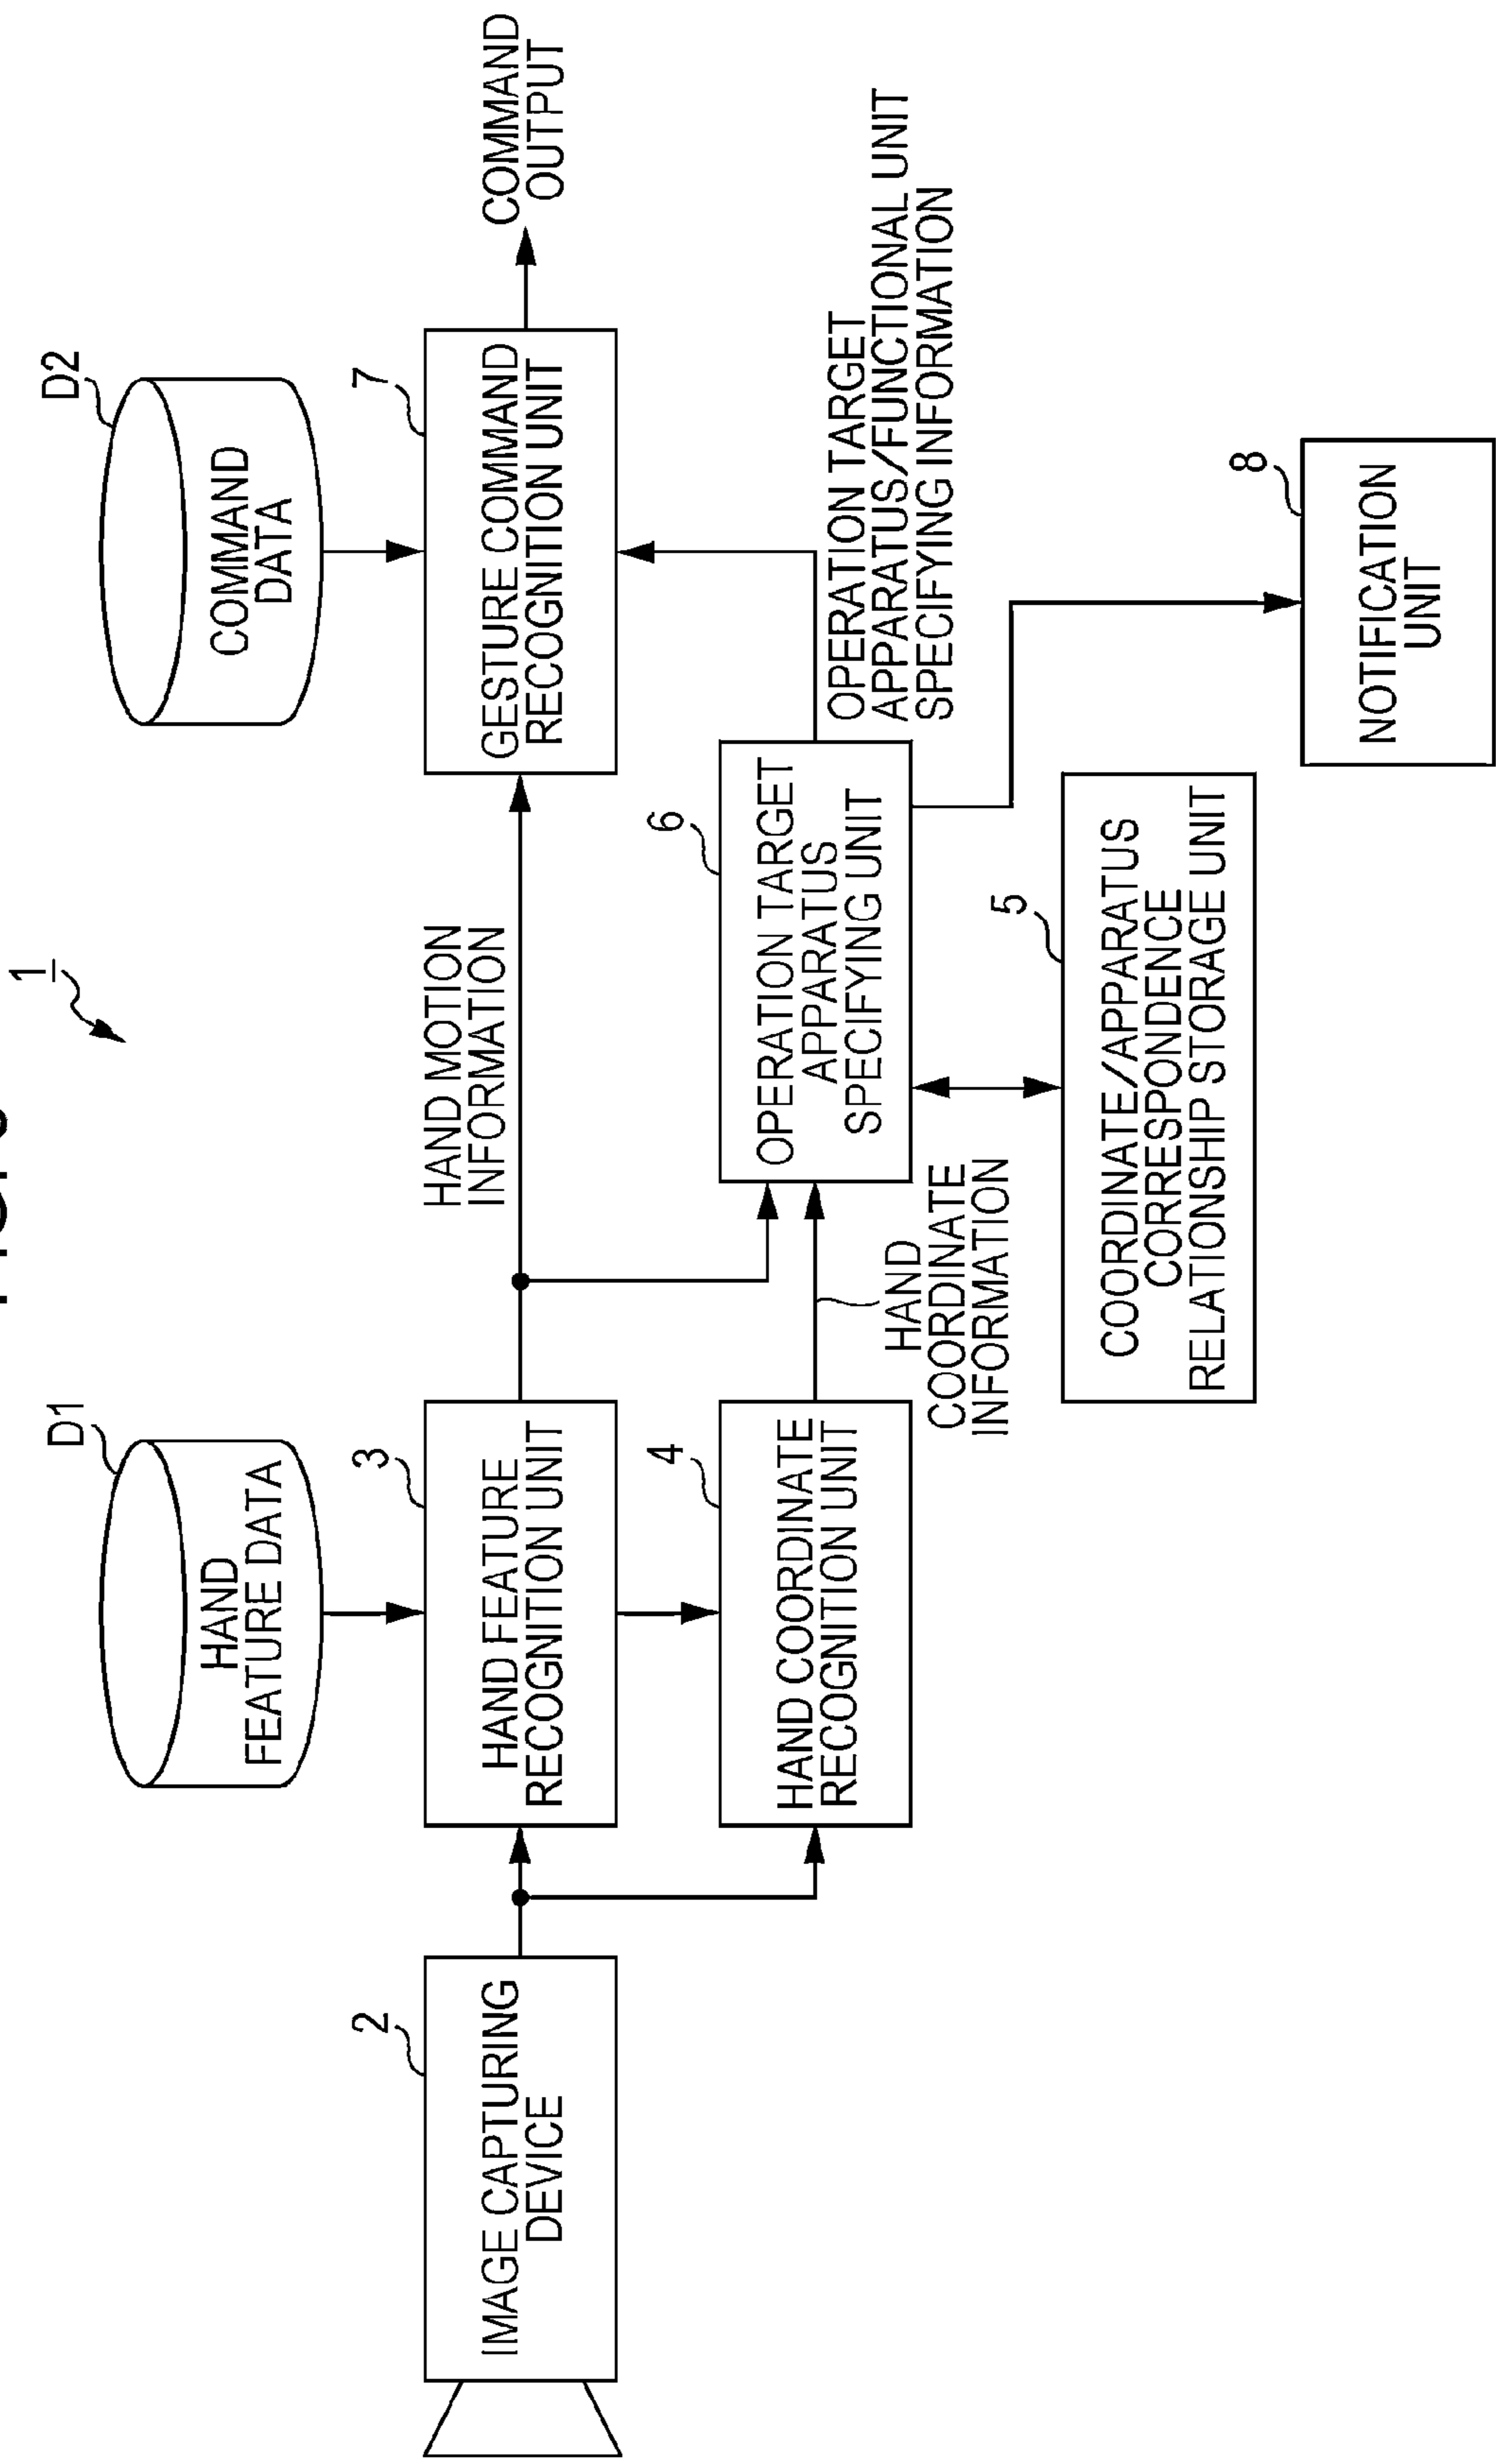 1
D1
HAND
FEATURE DATA
D2
COMMAND
DATA
2
IMAGE CAPTURING
DEVICE
3
HAND FEATURE
RECOGNITION UNIT
HAND MOTION
INFORMATION
7
GESTURE COMMAND
RECOGNITION UNIT
COMMAND
OUTPUT
4
HAND COORDINATE
RECOGNITION UNIT
HAND
COORDINATE
INFORMATION
6
OPERATION TARGET
APPARATUS
SPECIFYING UNIT
OPERATION TARGET
APPARATUS/FUNCTIONAL UNIT
SPECIFYING INFORMATION
5
COORDINATE/APPARATUS
CORRESPONDENCE
RELATIONSHIP STORAGE UNIT
8
NOTIFICATION
UNIT